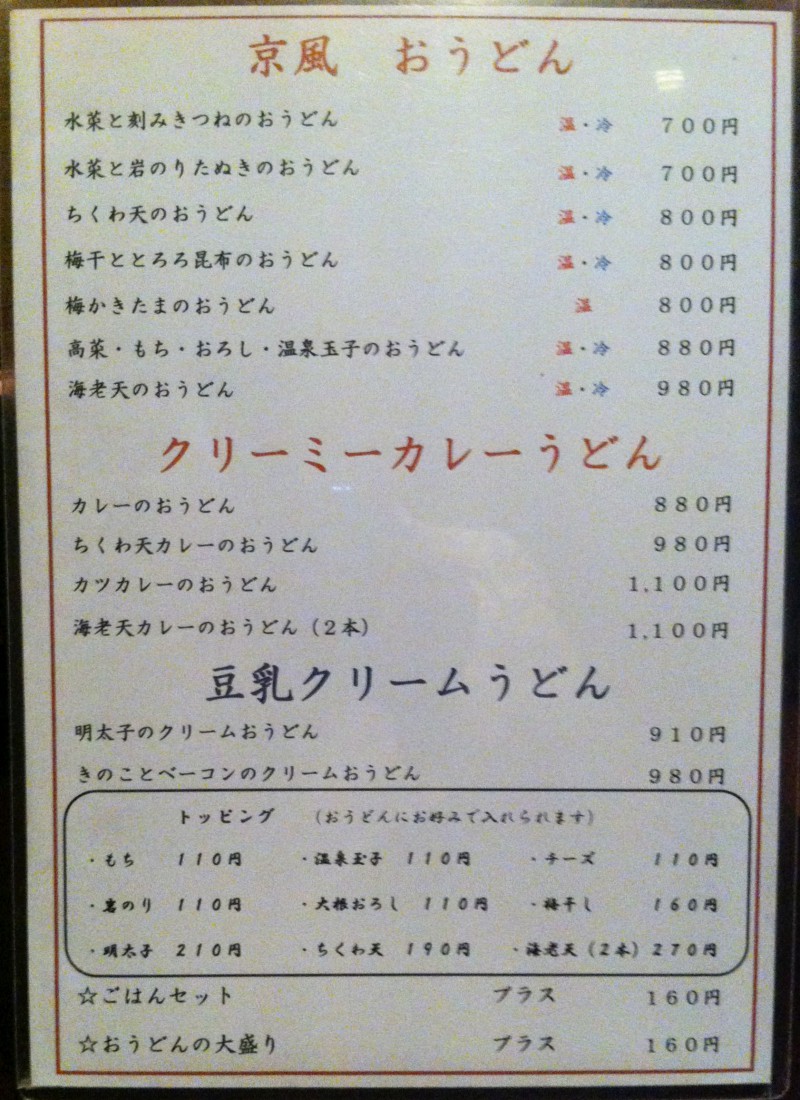 京風　おうどん
水菜と刻みきつねのおうどん 温・冷 ７００円
水菜と岩のりたぬきのおうどん 温・冷 ７００円
ちくわ天のおうどん 温・冷 ８００円
梅干ととろろ昆布のおうどん 温・冷 ８００円
梅かきたまのおうどん 温 ８００円
高菜・もち・おろし・温泉玉子のおうどん 温・冷 ８８０円
海老天のおうどん 温・冷 ９８０円
クリーミーカレーうどん
カレーのおうどん ８８０円
ちくわ天カレーのおうどん ９８０円
カツカレーのおうどん １,１００円
海老天カレーのおうどん（２本） １,１００円
豆乳クリームうどん
明太子のクリームおうどん ９１０円
きのことベーコンのクリームおうどん ９８０円
トッピング （おうどんにお好みで入れられます）
・もち １１０円 ・温泉玉子 １１０円 ・チーズ １１０円
・岩のり １１０円 ・大根おろし １１０円 ・梅干し １６０円
・明太子 ２１０円 ・ちくわ天 １９０円 ・海老天（２本） ２７０円
☆ごはんセット プラス １６０円
☆おうどんの大盛り プラス １６０円